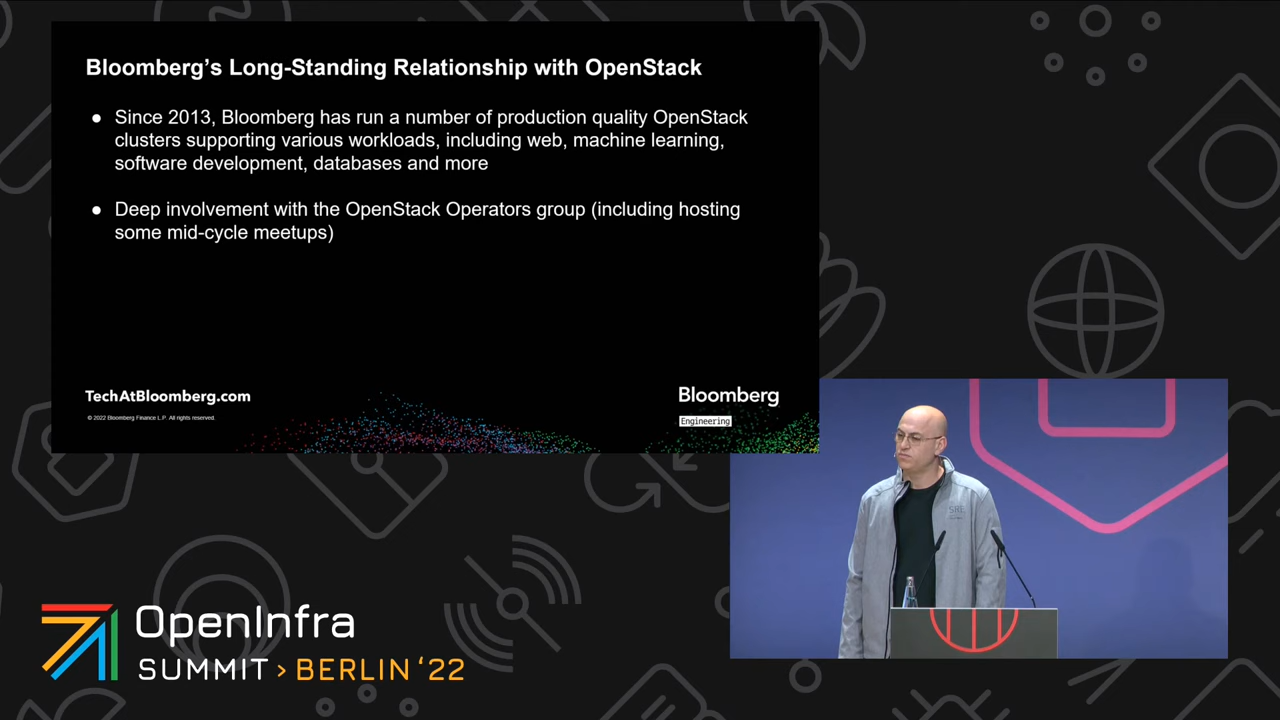 Bloomberg's Long-Standing Relationship with OpenStack
● Since 2013, Bloomberg has run a number of production quality OpenStack
clusters supporting various workloads, including web, machine learning,
software development, databases and more
● Deep involvement with the OpenStack Operators group (including hosting
some mid-cycle meetups)
TechAtBloomberg.com
© 2022 Bloomberg Finance L.P. All rights reserved.
Bloomberg
Engineering
SRE
OpenInfra
SUMMIT > BERLIN ‘22